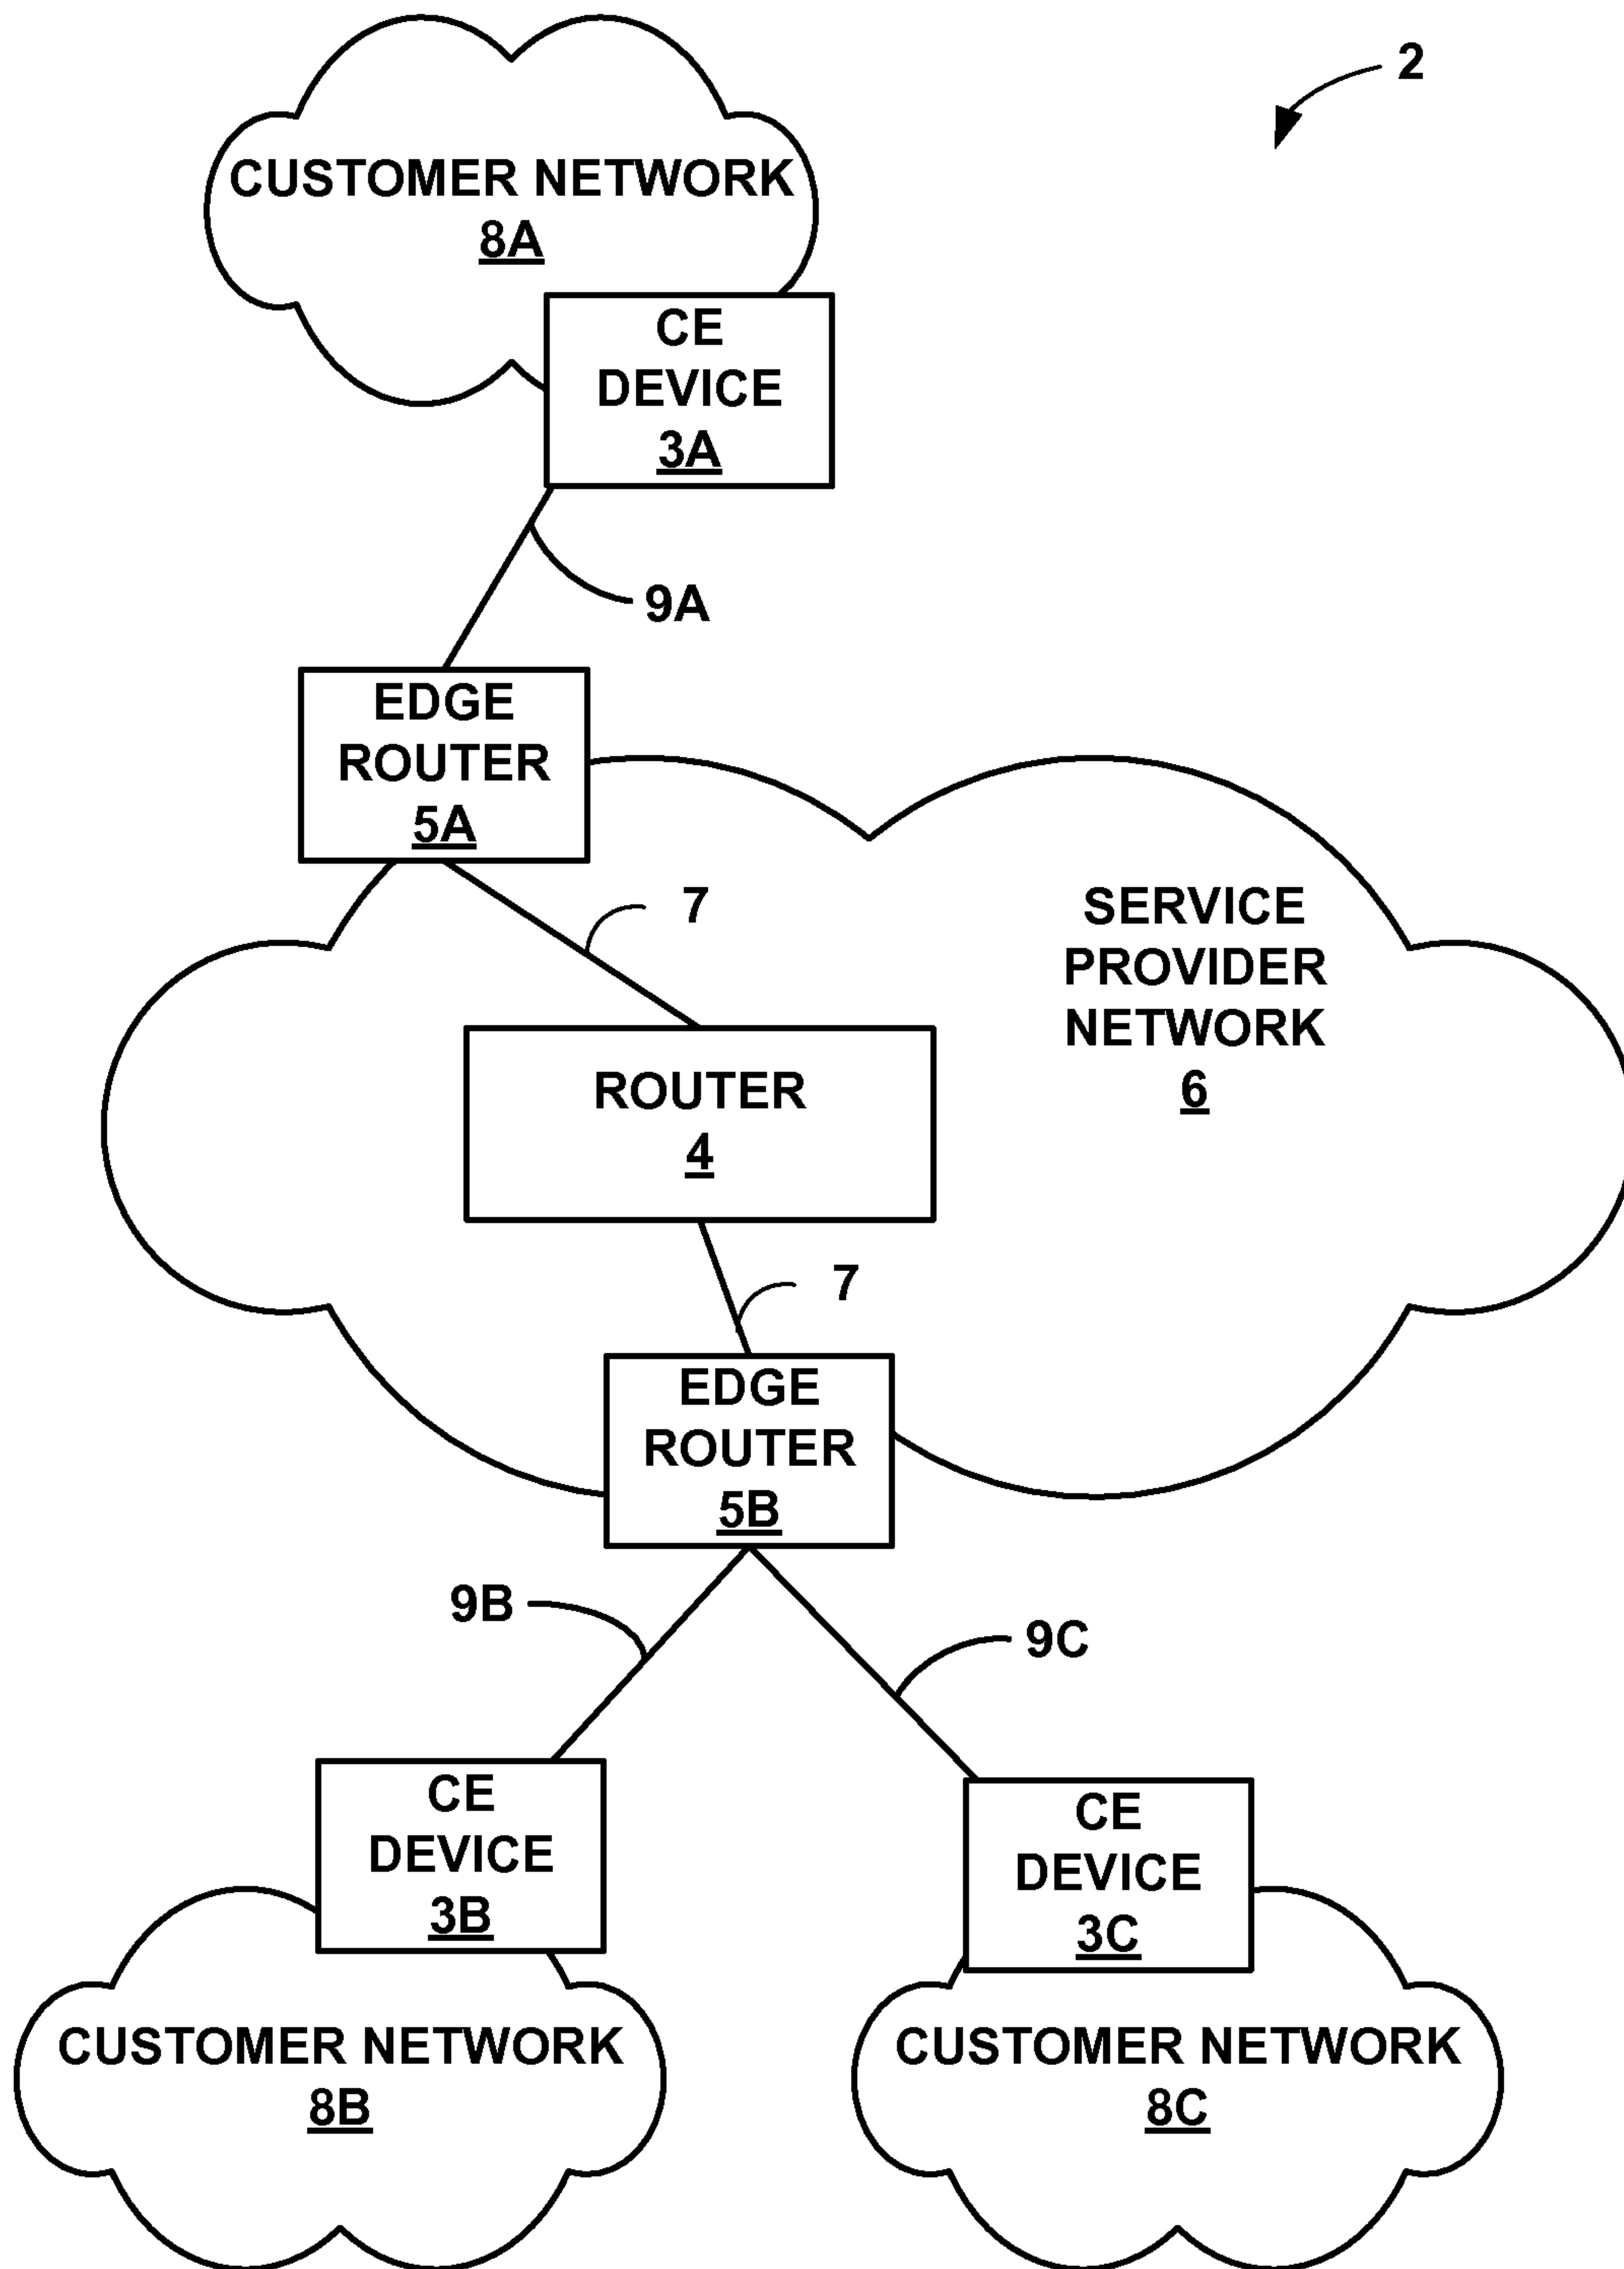 2
CUSTOMER NETWORK
8A
CE
DEVICE
3A
9A
EDGE
ROUTER
5A
7
SERVICE
PROVIDER
NETWORK
6
ROUTER
4
7
EDGE
ROUTER
5B
9B
9C
CE
DEVICE
3B
CE
DEVICE
3C
CUSTOMER NETWORK
8B
CUSTOMER NETWORK
8C